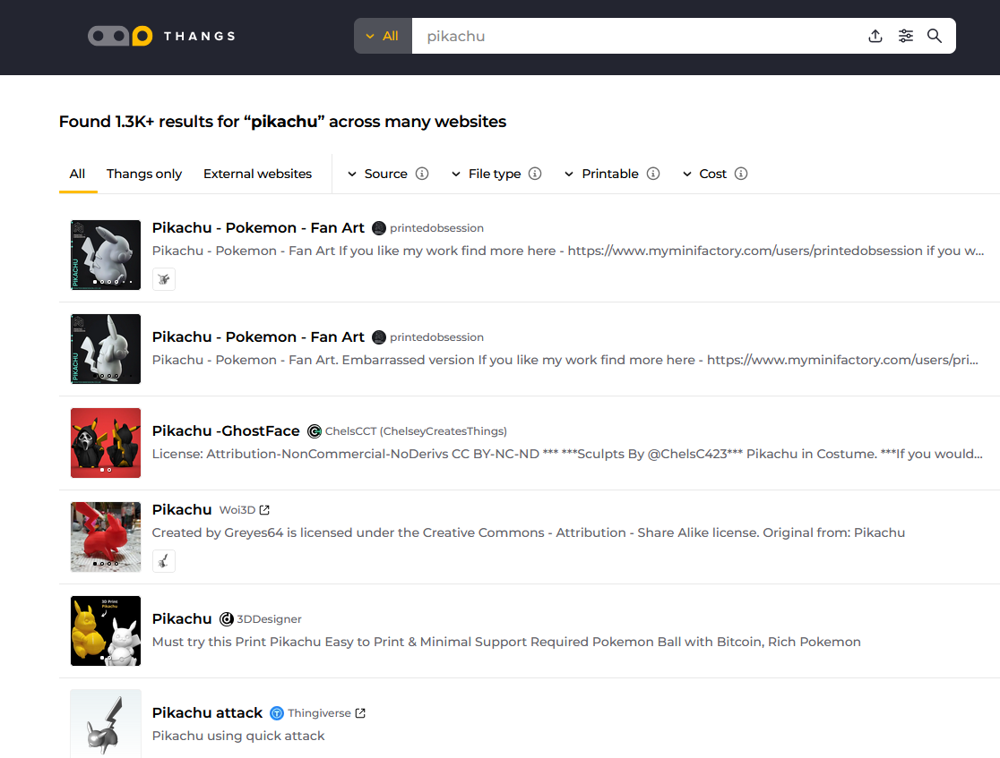 THANGS
All
pikachu
Found 1.3K+ results for “pikachu” across many websites
All Thangs only External websites Source File type Printable Cost
Pikachu - Pokemon - Fan Art printedobsession
Pikachu - Pokemon - Fan Art If you like my work find more here - https://www.myminifactory.com/users/printedobsession if you w...
PIKACHU
Pikachu - Pokemon - Fan Art printedobsession
Pikachu - Pokemon - Fan Art. Embarrassed version If you like my work find more here - https://www.myminifactory.com/users/pri...
PIKACHU
Pikachu -GhostFace ChelsCCT (ChelseyCreatesThings)
License: Attribution-NonCommercial-NoDerivs CC BY-NC-ND *** ***Sculpts By @ChelsC423*** Pikachu in Costume. ***If you would...
Pikachu Woi3D
Created by Greyes64 is licensed under the Creative Commons - Attribution - Share Alike license. Original from: Pikachu
3D Print
Pikachu
Pikachu 3DDesigner
Must try this Print Pikachu Easy to Print & Minimal Support Required Pokemon Ball with Bitcoin, Rich Pokemon
Pikachu attack Thingiverse
Pikachu using quick attack